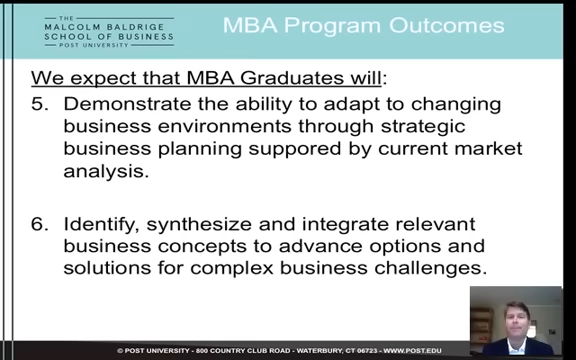 THE
MALCOLM BALDRIGE
SCHOOL OF BUSINESS
POST UNIVERSITY
MBA Program Outcomes
We expect that MBA Graduates will:
5. Demonstrate the ability to adapt to changing
business environments through strategic
business planning suppored by current market
analysis.
6. Identify, synthesize and integrate relevant
business concepts to advance options and
solutions for complex business challenges.
© POST UNIVERSITY - 800 COUNTRY CLUB ROAD - WATERBURY, CT 06723 - WWW.POST.EDU